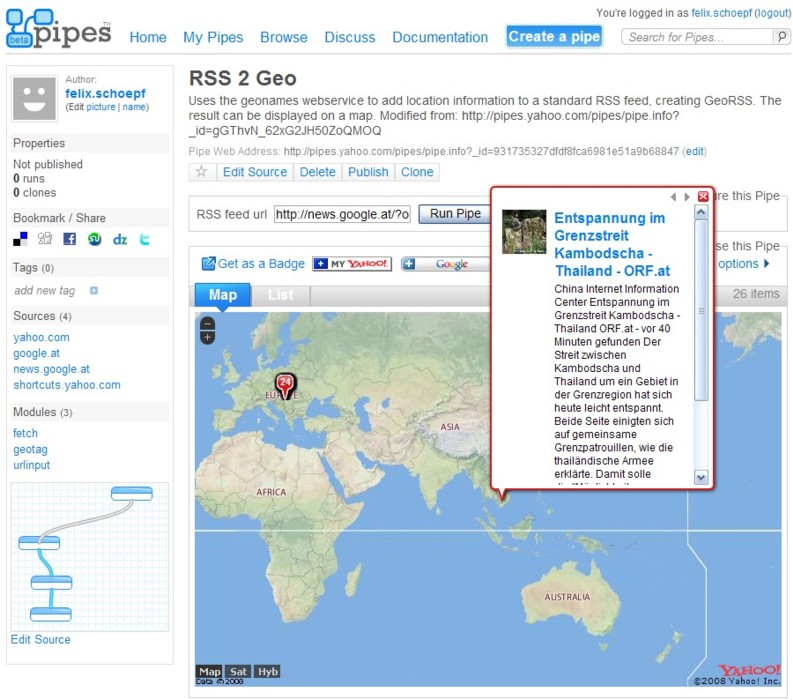 You're logged in as felix.schoepf (logout)
pipes™
beta
Home My Pipes Browse Discuss Documentation Create a pipe
Search for Pipes...
Author:
felix.schoepf
(Edit picture | name)
Properties
Not published
0 runs
0 clones
Bookmark / Share
Tags (0)
add new tag
Sources (4)
yahoo.com
google.at
news.google.at
shortcuts.yahoo.com
Modules (3)
fetch
geotag
urlinput
Edit Source
RSS 2 Geo
Uses the geonames webservice to add location information to a standard RSS feed, creating GeoRSS. The
result can be displayed on a map. Modified from: http://pipes.yahoo.com/pipes/pipe.info?
_id=gGThvN_62xG2JH50ZoQMOQ
Pipe Web Address: http://pipes.yahoo.com/pipes/pipe.info?_id=931735327dfdf8fca6981e51a9b68847 (edit)
Edit Source Delete Publish Clone
ure this Pipe
RSS feed url http://news.google.at/?o Run Pipe
se this Pipe
Get as a Badge MY YAHOO! Google options
Map List 26 items
24
EUROPE
ASIA
AFRICA
AUSTRALIA
Entspannung im
Grenzstreit
Kambodscha -
Thailand - ORF.at
China Internet Information
Center Entspannung im
Grenzstreit Kambodscha -
Thailand ORF.at - vor 40
Minuten gefunden Der
Streit zwischen
Kambodscha und
Thailand um ein Gebiet in
der Grenzregion hat sich
heute leicht entspannt.
Beide Seite einigten sich
auf gemeinsame
Grenzpatrouillen, wie die
thailändische Armee
erklärte. Damit solle
Map Sat Hyb
Data ©2008
YAHOO!
©2008 Yahoo! Inc.